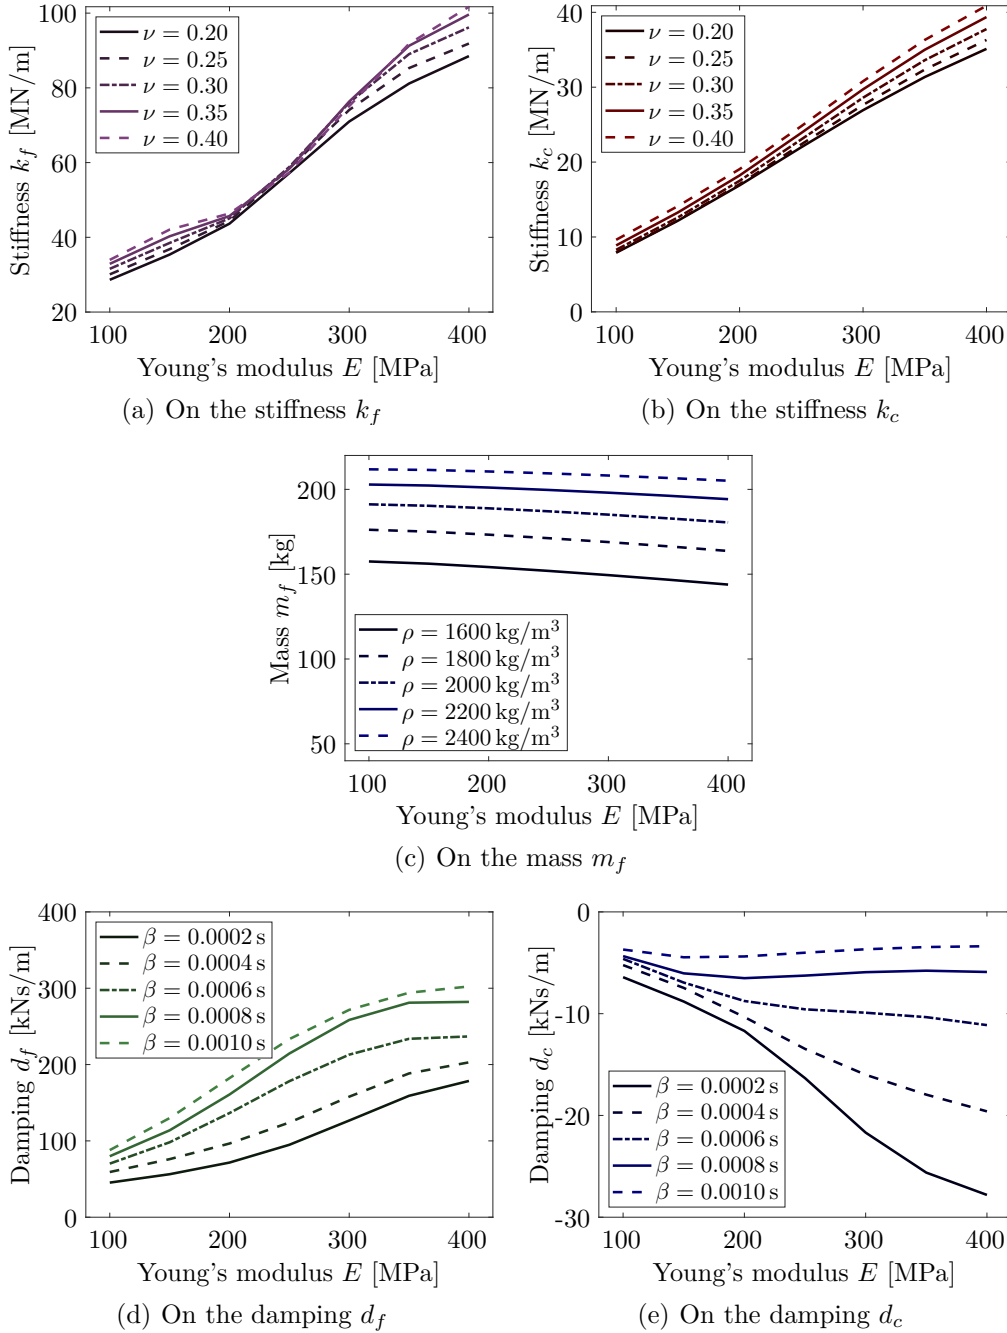 100
80
60
40
20
Stiffness k_f [MN/m]
ν = 0.20
ν = 0.25
ν = 0.30
ν = 0.35
ν = 0.40
100 200 300 400
Young's modulus E [MPa]
(a) On the stiffness k_f
40
30
20
10
0
Stiffness k_c [MN/m]
ν = 0.20
ν = 0.25
ν = 0.30
ν = 0.35
ν = 0.40
100 200 300 400
Young's modulus E [MPa]
(b) On the stiffness k_c
200
150
100
50
Mass m_f [kg]
ρ = 1600 kg/m³
ρ = 1800 kg/m³
ρ = 2000 kg/m³
ρ = 2200 kg/m³
ρ = 2400 kg/m³
100 200 300 400
Young's modulus E [MPa]
(c) On the mass m_f
400
300
200
100
0
Damping d_f [kNs/m]
β = 0.0002 s
β = 0.0004 s
β = 0.0006 s
β = 0.0008 s
β = 0.0010 s
100 200 300 400
Young's modulus E [MPa]
(d) On the damping d_f
0
-10
-20
-30
Damping d_c [kNs/m]
β = 0.0002 s
β = 0.0004 s
β = 0.0006 s
β = 0.0008 s
β = 0.0010 s
100 200 300 400
Young's modulus E [MPa]
(e) On the damping d_c